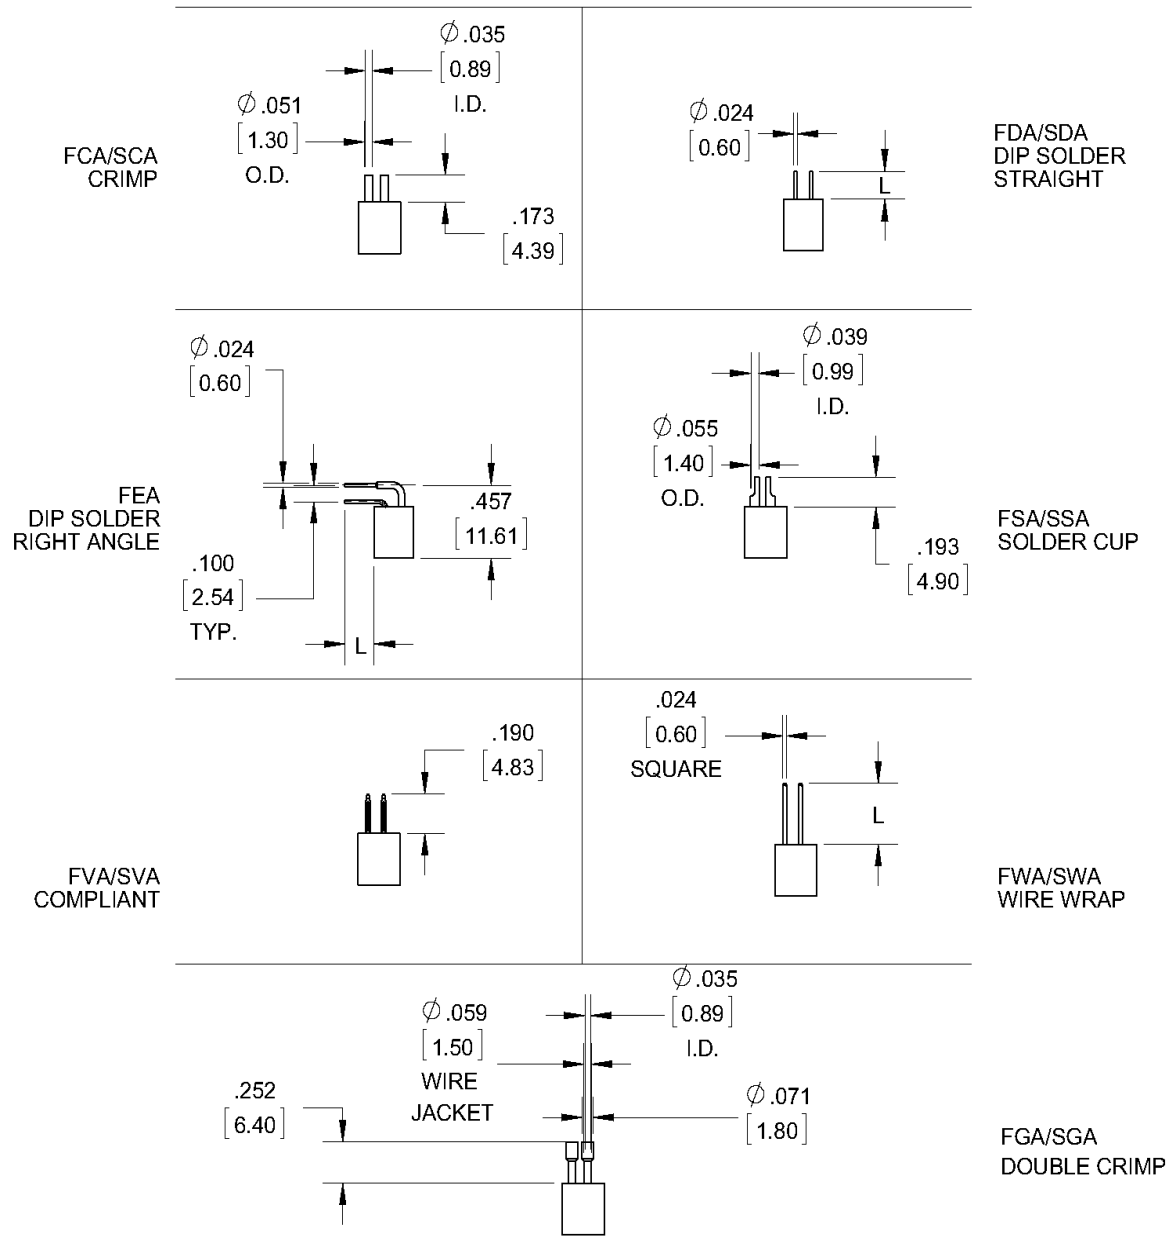 FCA/SCA
CRIMP
∅.051
[1.30]
O.D.
∅.035
[0.89]
I.D.
.173
[4.39]
∅.024
[0.60]
L
FDA/SDA
DIP SOLDER
STRAIGHT
FEA
DIP SOLDER
RIGHT ANGLE
∅.024
[0.60]
.100
[2.54]
TYP.
L
.457
[11.61]
∅.039
[0.99]
I.D.
∅.055
[1.40]
O.D.
.193
[4.90]
FSA/SSA
SOLDER CUP
FVA/SVA
COMPLIANT
.190
[4.83]
.024
[0.60]
SQUARE
L
FWA/SWA
WIRE WRAP
.252
[6.40]
∅.059
[1.50]
WIRE
JACKET
∅.035
[0.89]
I.D.
∅.071
[1.80]
FGA/SGA
DOUBLE CRIMP